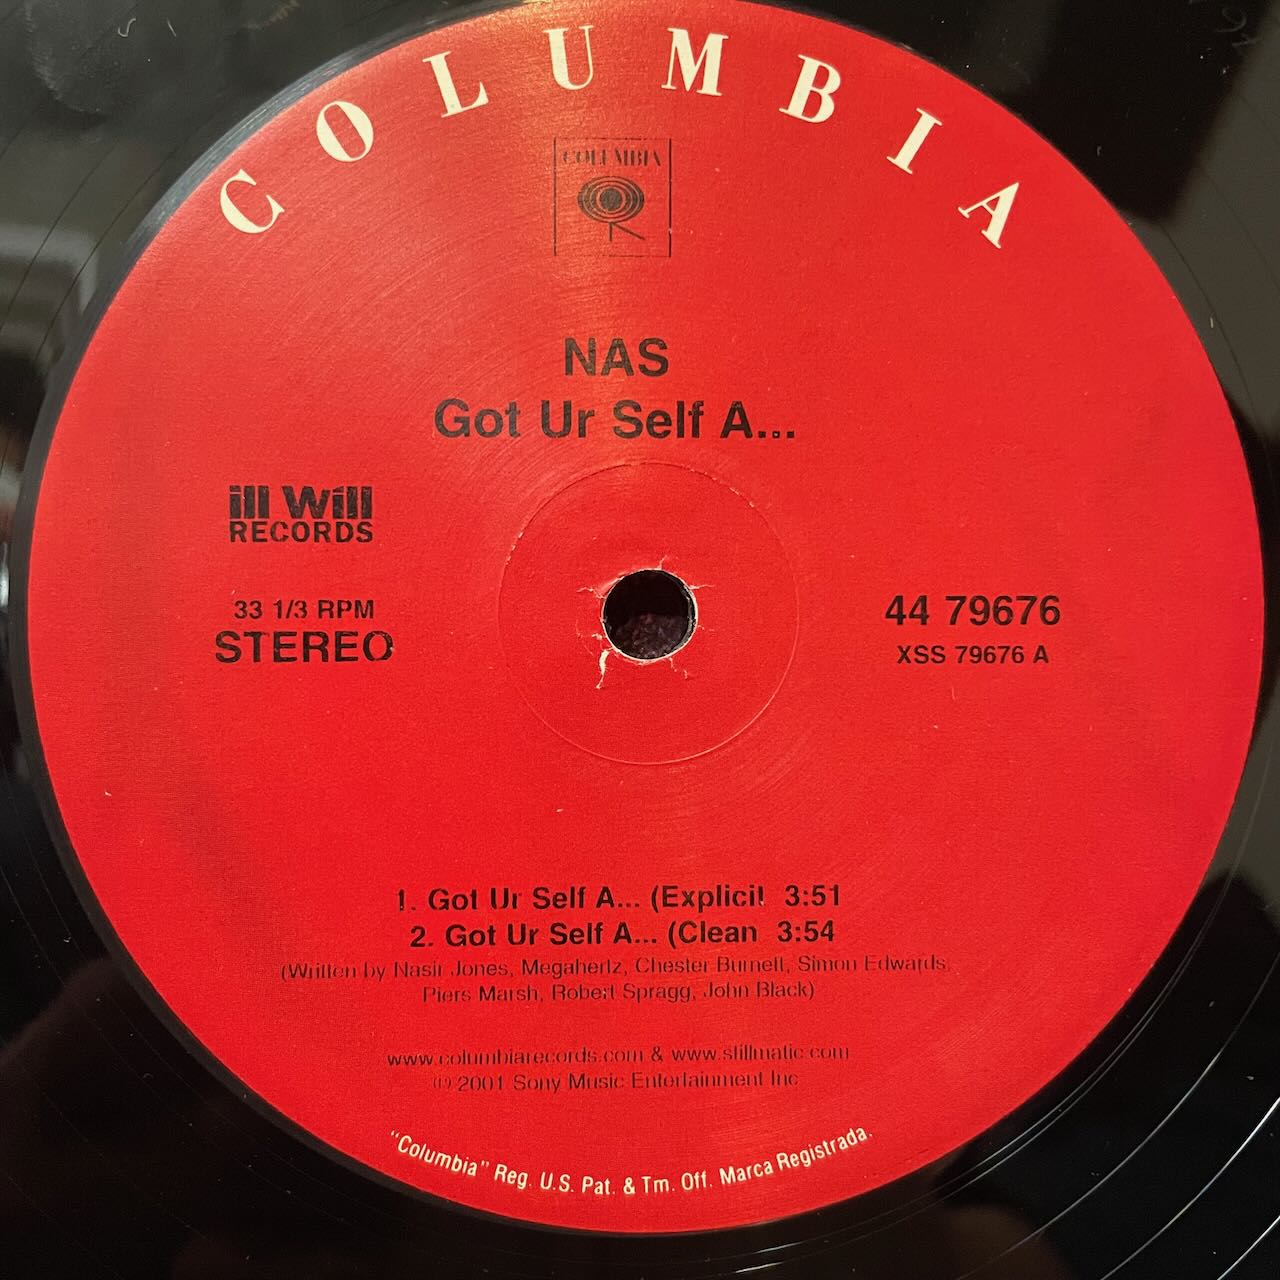 COLUMBIA
COLUMBIA
NAS
Got Ur Self A...
ill Will
RECORDS
33 1/3 RPM
STEREO
44 79676
XSS 79676 A
1. Got Ur Self A... (Explicit 3:51
2. Got Ur Self A... (Clean 3:54
(Written by Nasir Jones, Megahertz, Chester Burnett, Simon Edwards,
Piers Marsh, Robert Spragg, John Black)
www.columbiarecords.com & www.stillmatic.com
℗ 2001 Sony Music Entertainment Inc
"Columbia" Reg. U.S. Pat. & Tm. Off. Marca Registrada.